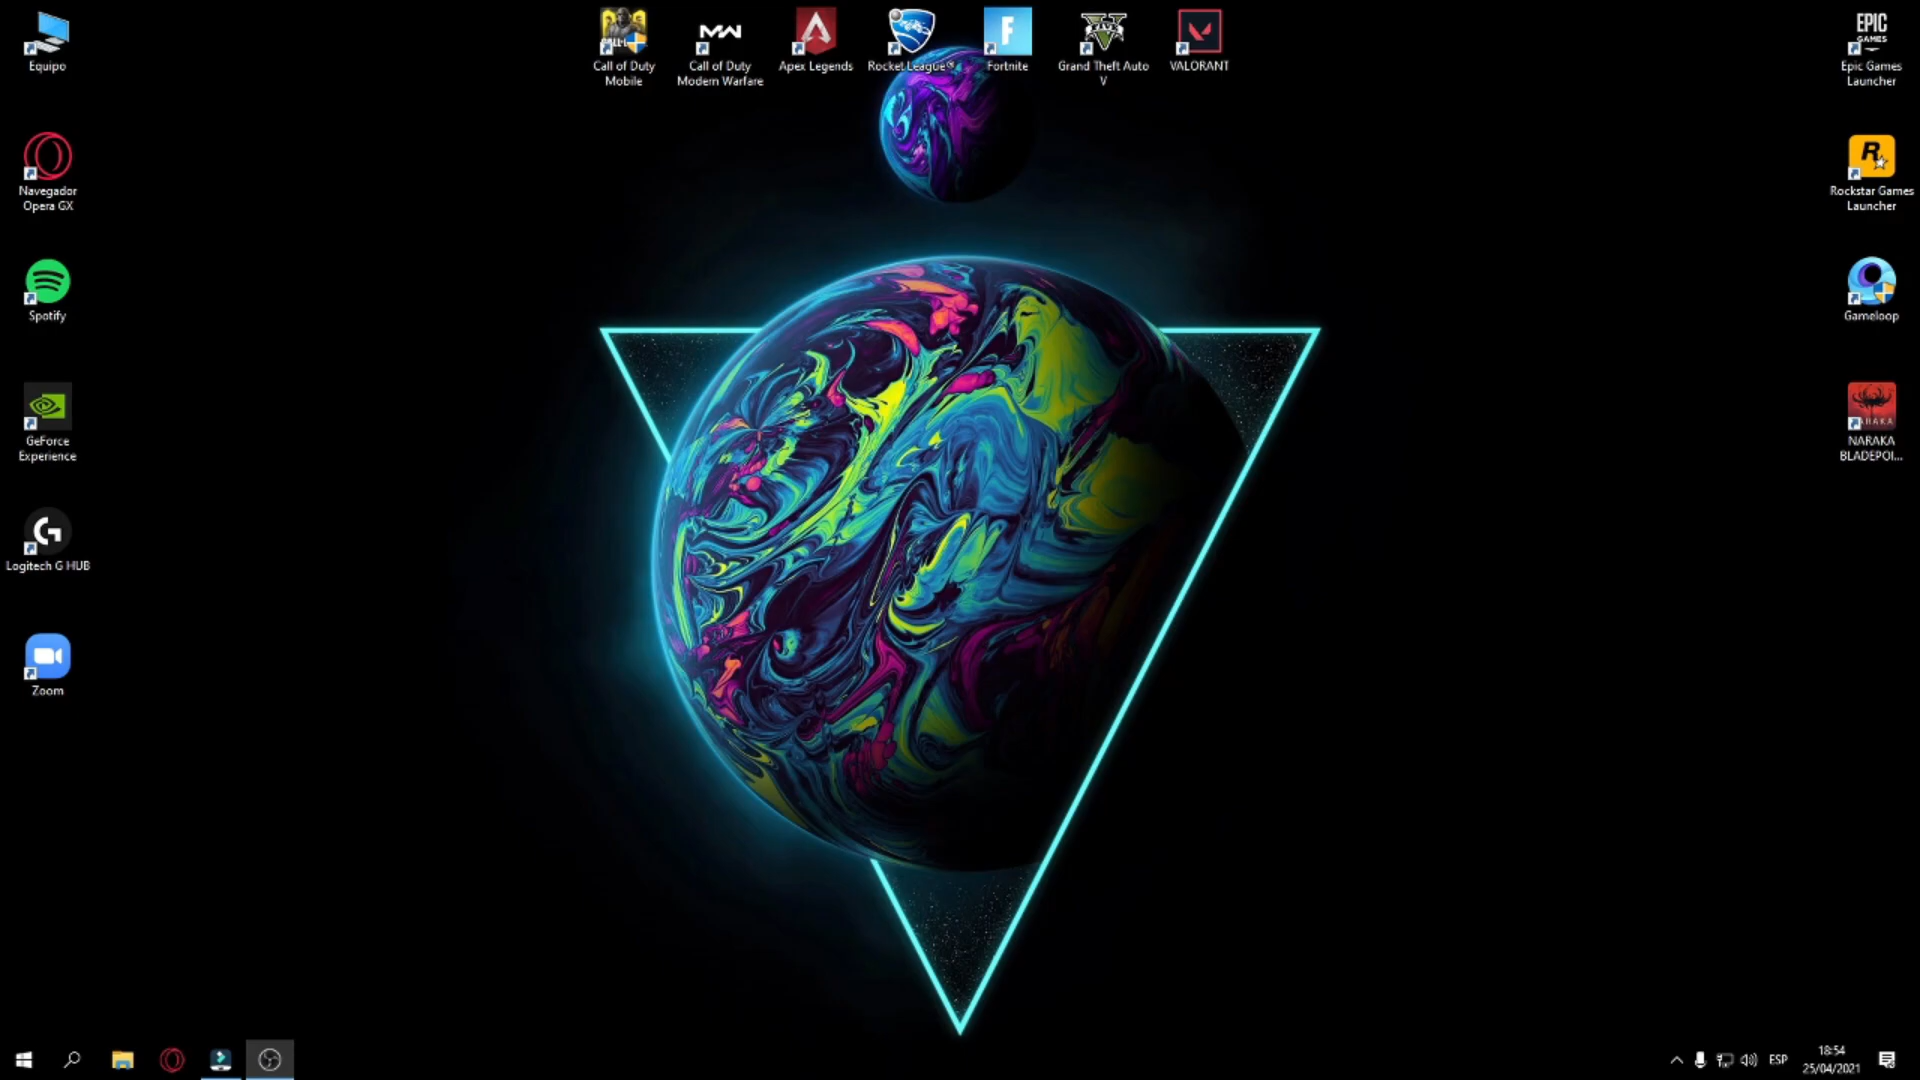 Equipo
Navegador
Opera GX
Spotify
GeForce
Experience
Logitech G HUB
Zoom
Call of Duty
Mobile
MW
Call of Duty
Modern Warfare
Apex Legends
Rocket League®
F
Fortnite
V
FIVE
Grand Theft Auto
V
VALORANT
EPIC
GAMES
Epic Games
Launcher
R
Rockstar Games
Launcher
Gameloop
NARAKA
BLADEPOI...
ESP
18:54
25/04/2021